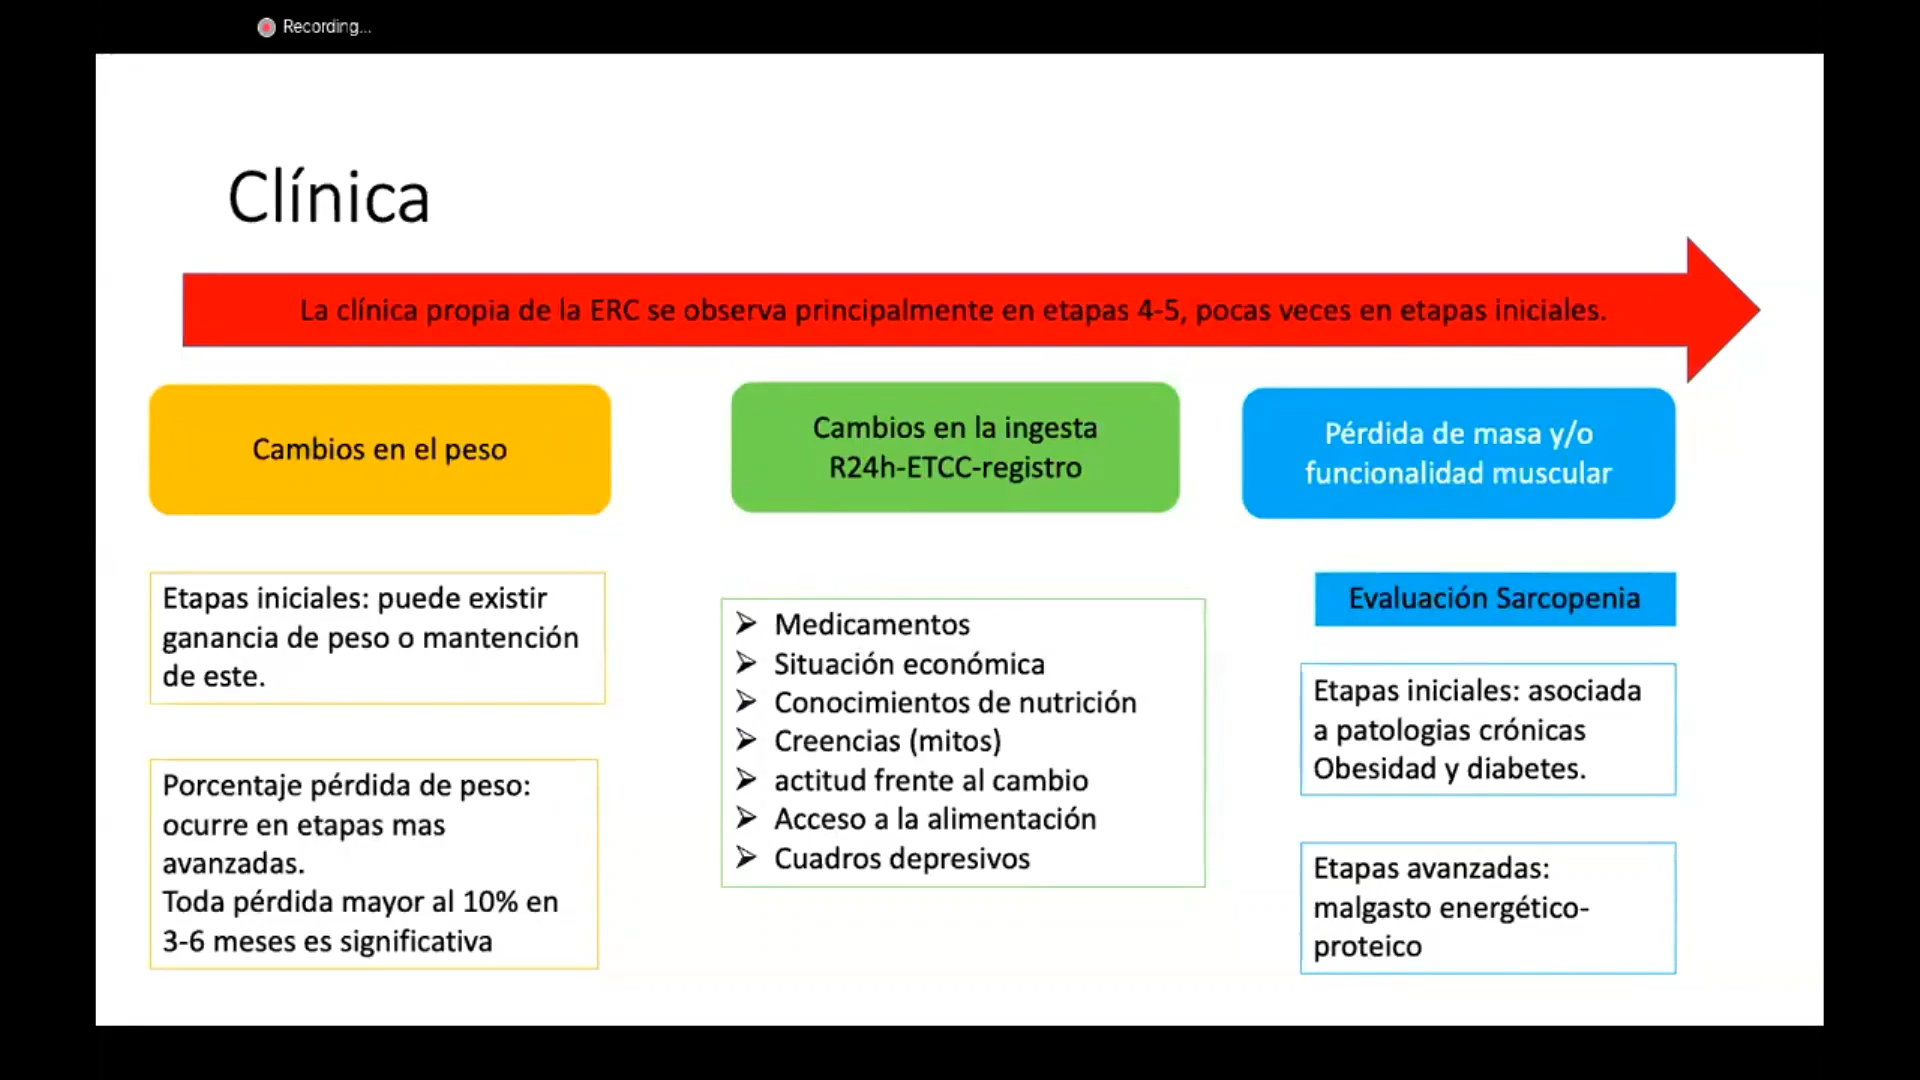 Recording...
Clínica
La clínica propia de la ERC se observa principalmente en etapas 4-5, pocas veces en etapas iniciales.
Cambios en el peso
Etapas iniciales: puede existir
ganancia de peso o mantención
de este.
Porcentaje pérdida de peso:
ocurre en etapas mas
avanzadas.
Toda pérdida mayor al 10% en
3-6 meses es significativa
Cambios en la ingesta
R24h-ETCC-registro
➤ Medicamentos
➤ Situación económica
➤ Conocimientos de nutrición
➤ Creencias (mitos)
➤ actitud frente al cambio
➤ Acceso a la alimentación
➤ Cuadros depresivos
Pérdida de masa y/o
funcionalidad muscular
Evaluación Sarcopenia
Etapas iniciales: asociada
a patologias crónicas
Obesidad y diabetes.
Etapas avanzadas:
malgasto energético-
proteico